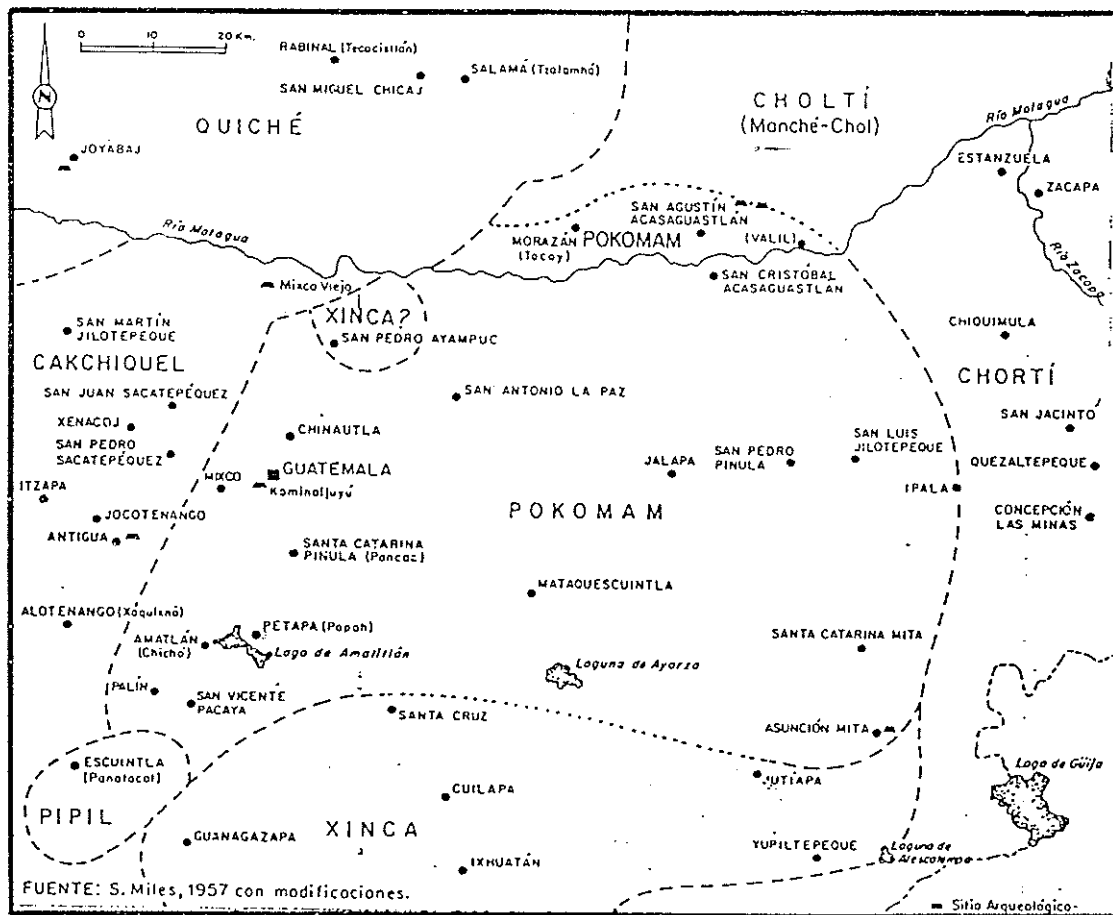 0 10 20 Km.
N
RABINAL (Tecocistlán)
SAN MIGUEL CHICAJ
SALAMÁ (Tzalamhá)
QUICHÉ
CHOLTÍ
(Manché-Chol)
Río Motagua
JOYABAJ
ESTANZUELA
ZACAPA
SAN AGUSTÍN
ACASAGUASTLÁN
Río Motagua
MORAZÁN
(Tocoy)
POKOMAM
(VALIL)
Río Zacapa
SAN CRISTÓBAL
ACASAGUASTLÁN
Mixco Viejo
XINCA?
SAN PEDRO AYAMPUC
SAN MARTÍN
JILOTEPEQUE
CHIQUIMULA
CAKCHIQUEL
CHORTÍ
SAN JUAN SACATEPÉQUEZ
SAN ANTONIO LA PAZ
XENACOJ
CHINAUTLA
SAN JACINTO
SAN PEDRO
SACATEPÉQUEZ
SAN LUIS
JILOTEPEQUE
SAN PEDRO
PINULA
JALAPA
GUATEMALA
QUEZALTEPEQUE
MIXCO
Kaminaljuyú
ITZAPA
IPALA
POKOMAM
CONCEPCIÓN
LAS MINAS
JOCOTENANGO
ANTIGUA
SANTA CATARINA
PINULA (Pancaz)
MATAQUESCUINTLA
ALOTENANGO
PETAPA (Popah)
AMATLÁN
(Chichó)
Lago de Amatitlán
SANTA CATARINA MITA
Laguna de Ayarza
PALÍN
SAN VICENTE
PACAYA
SANTA CRUZ
ASUNCIÓN MITA
ESCUINTLA
(Panatacat)
Lago de Güija
JUTIAPA
CUILAPA
PIPIL
XINCA
GUANAGAZAPA
YUPILTEPEQUE
Laguna de
Atescatempa
IXHUATÁN
FUENTE: S. Miles, 1957 con modificaciones.
Sitio Arqueológico